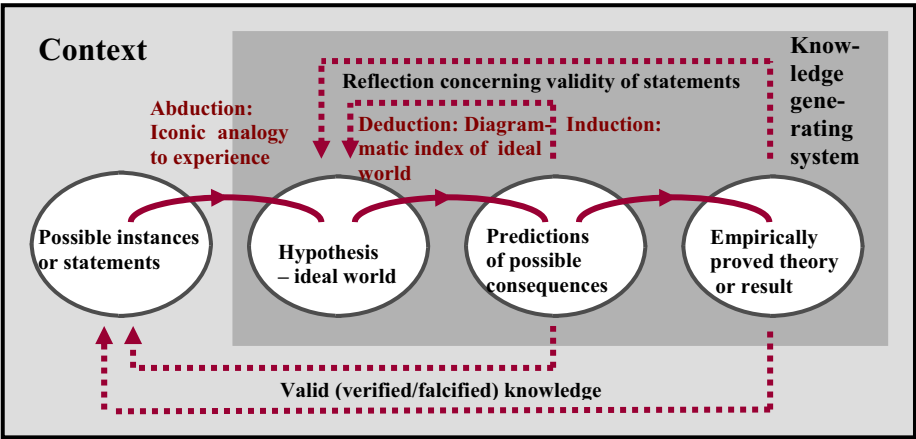 Context
Know-
ledge
gene-
rating
system
Reflection concerning validity of statements
Abduction:
Iconic analogy
to experience
Deduction: Diagram-
matic index of ideal
world
Induction:
Possible instances
or statements
Hypothesis
– ideal world
Predictions
of possible
consequences
Empirically
proved theory
or result
Valid (verified/falcified) knowledge